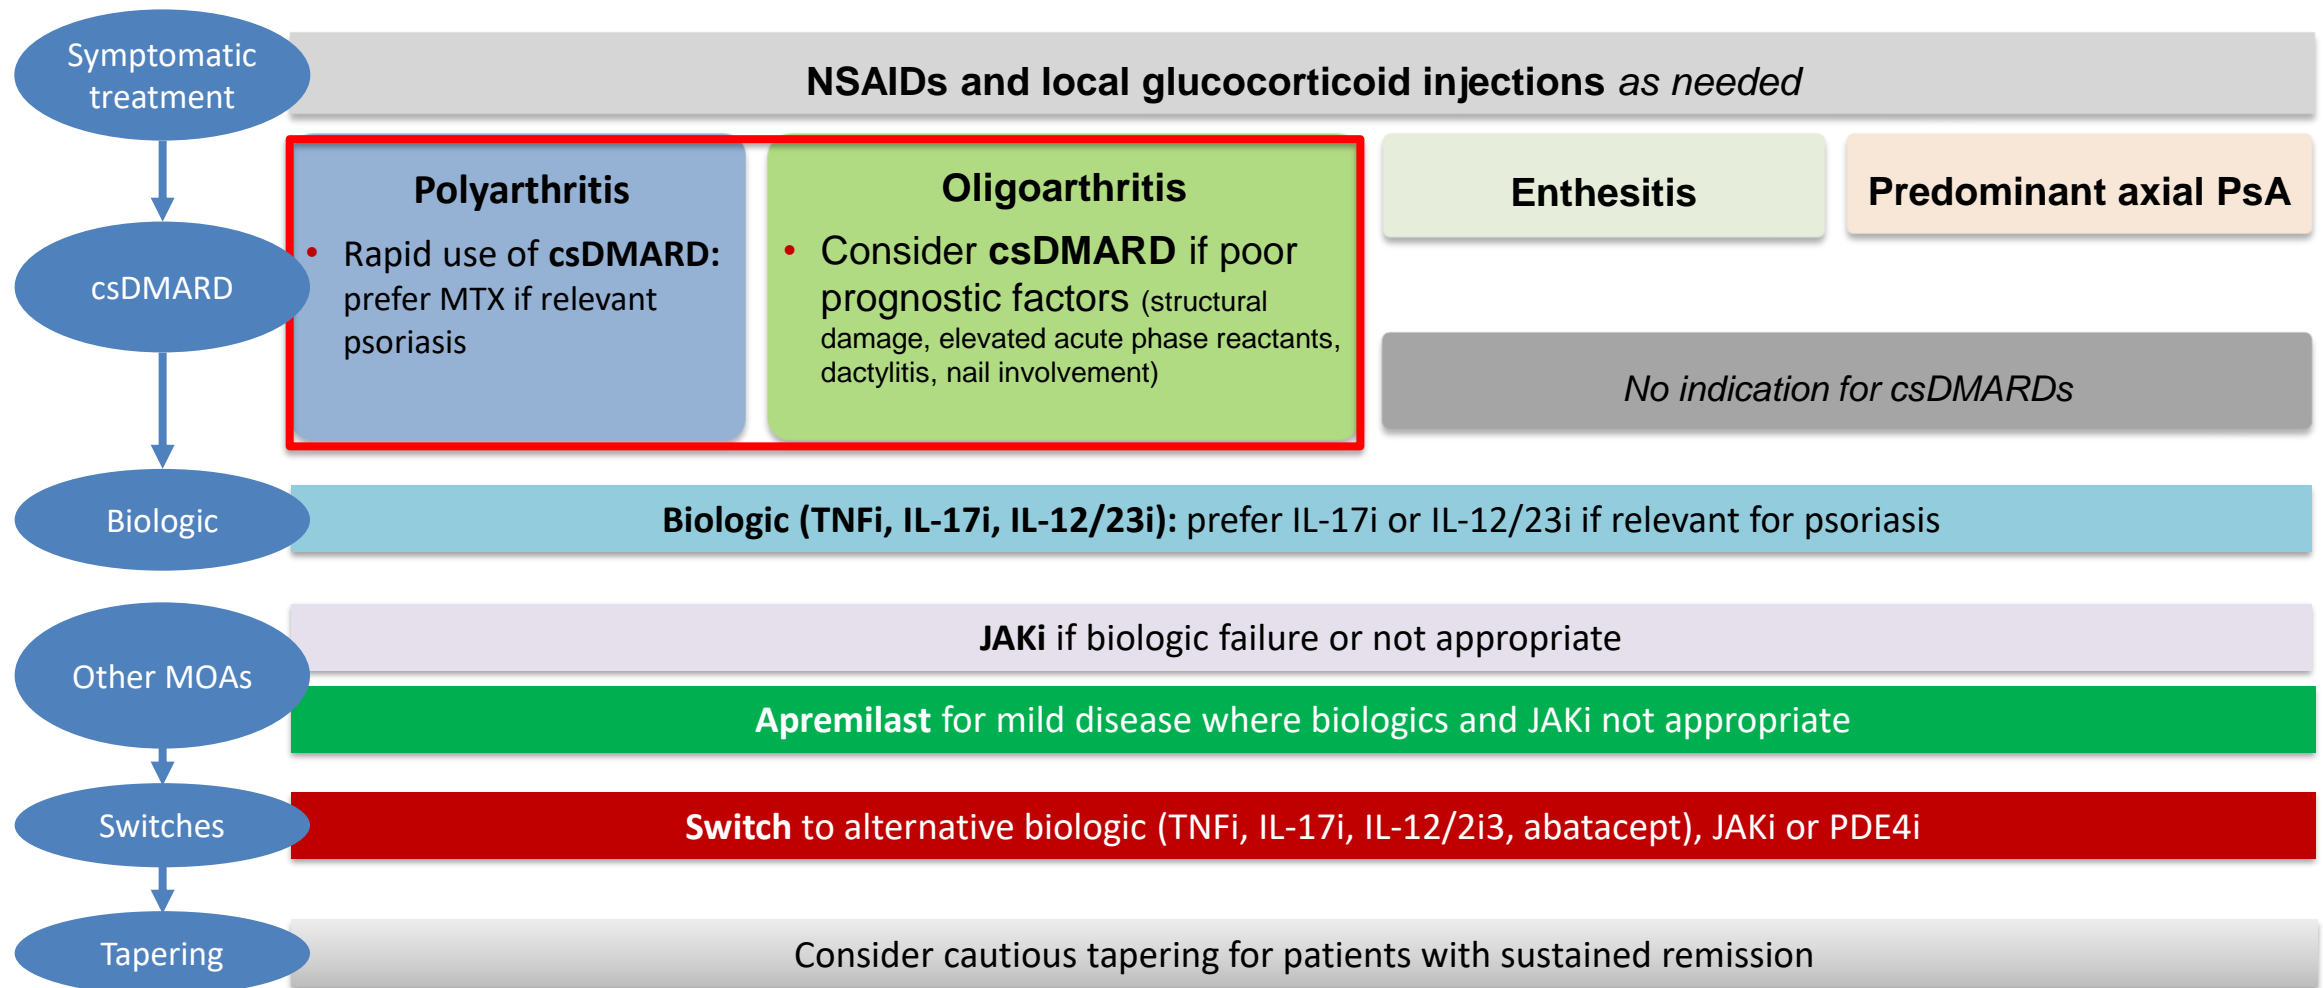 Symptomatic
treatment
NSAIDs and local glucocorticoid injections as needed
csDMARD
Polyarthritis
• Rapid use of csDMARD:
prefer MTX if relevant
psoriasis
Oligoarthritis
• Consider csDMARD if poor
prognostic factors (structural
damage, elevated acute phase reactants,
dactylitis, nail involvement)
Enthesitis
Predominant axial PsA
No indication for csDMARDs
Biologic
Biologic (TNFi, IL-17i, IL-12/23i): prefer IL-17i or IL-12/23i if relevant for psoriasis
Other MOAs
JAKi if biologic failure or not appropriate
Apremilast for mild disease where biologics and JAKi not appropriate
Switches
Switch to alternative biologic (TNFi, IL-17i, IL-12/2i3, abatacept), JAKi or PDE4i
Tapering
Consider cautious tapering for patients with sustained remission